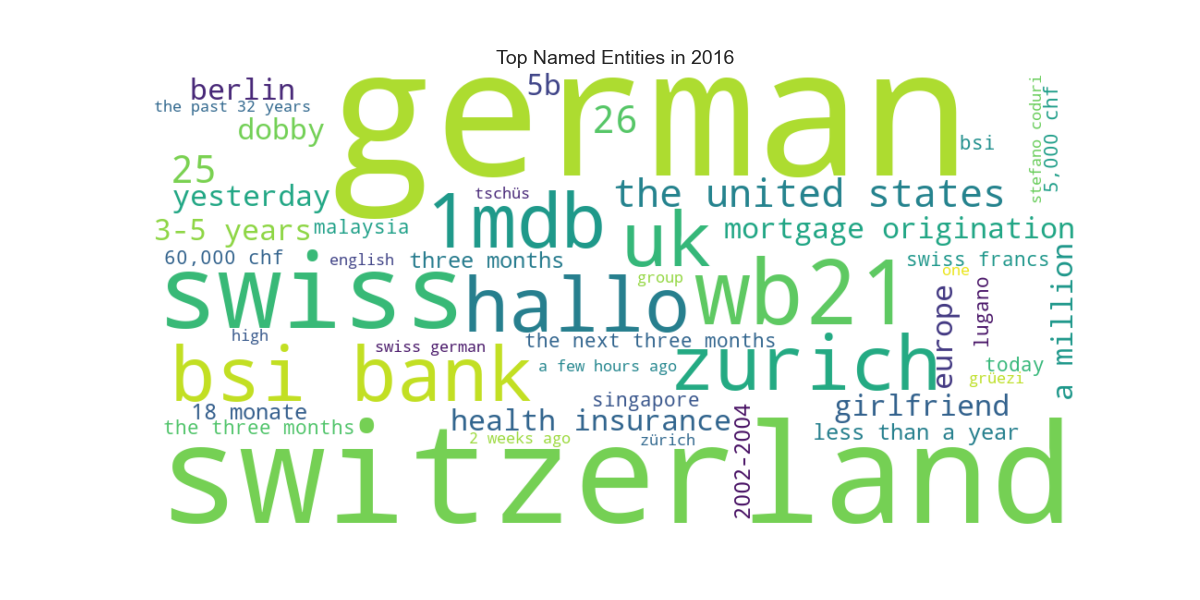 Top Named Entities in 2016
berlin
the past 32 years
dobby
german
5b
26
bsi
stefano coduri
5,000 chf
25
yesterday
tschüs
the united states
3-5 years
malaysia
1mdb
uk
mortgage origination
60,000 chf
english
three months
group
swiss francs
one
swiss
hallo
wb21
europe
lugano
a million
high
swiss german
the next three months
bsi bank
a few hours ago
zurich
today
grüezi
18 monate
singapore
girlfriend
the three months
health insurance
2 weeks ago
zürich
2002-2004
less than a year
switzerland